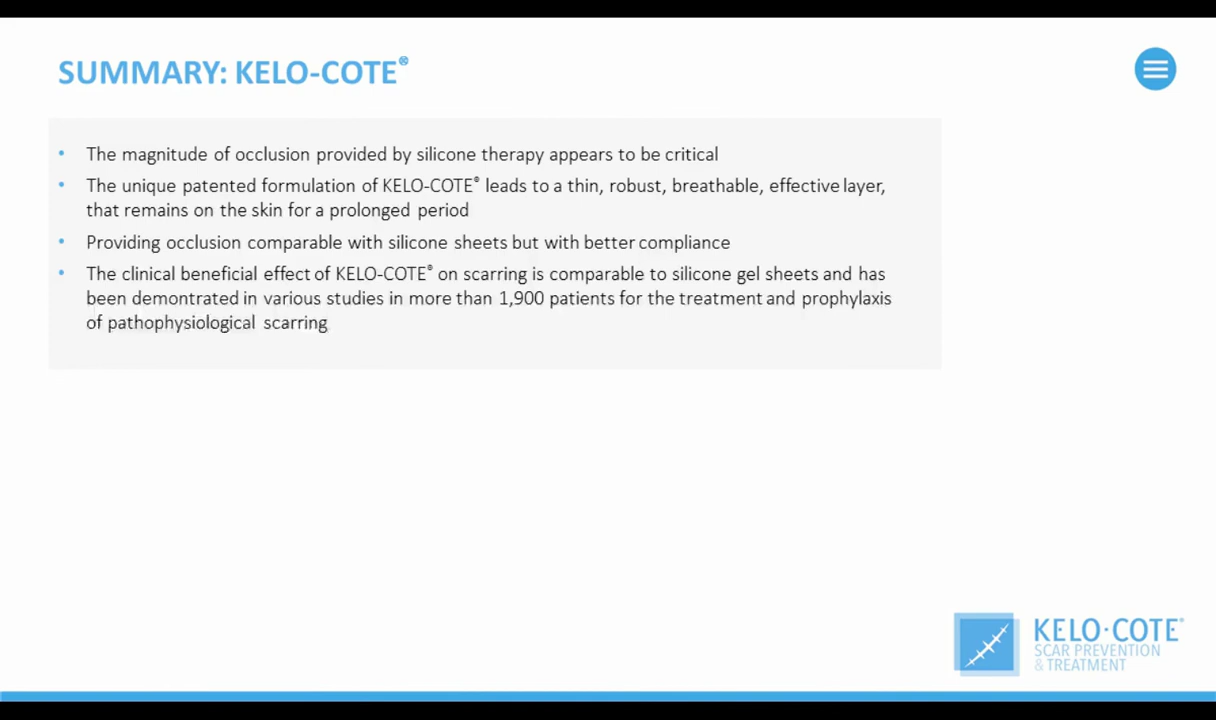 SUMMARY: KELO-COTE®
• The magnitude of occlusion provided by silicone therapy appears to be critical
• The unique patented formulation of KELO-COTE® leads to a thin, robust, breathable, effective layer,
that remains on the skin for a prolonged period
• Providing occlusion comparable with silicone sheets but with better compliance
• The clinical beneficial effect of KELO-COTE® on scarring is comparable to silicone gel sheets and has
been demontrated in various studies in more than 1,900 patients for the treatment and prophylaxis
of pathophysiological scarring
KELO·COTE®
SCAR PREVENTION
& TREATMENT